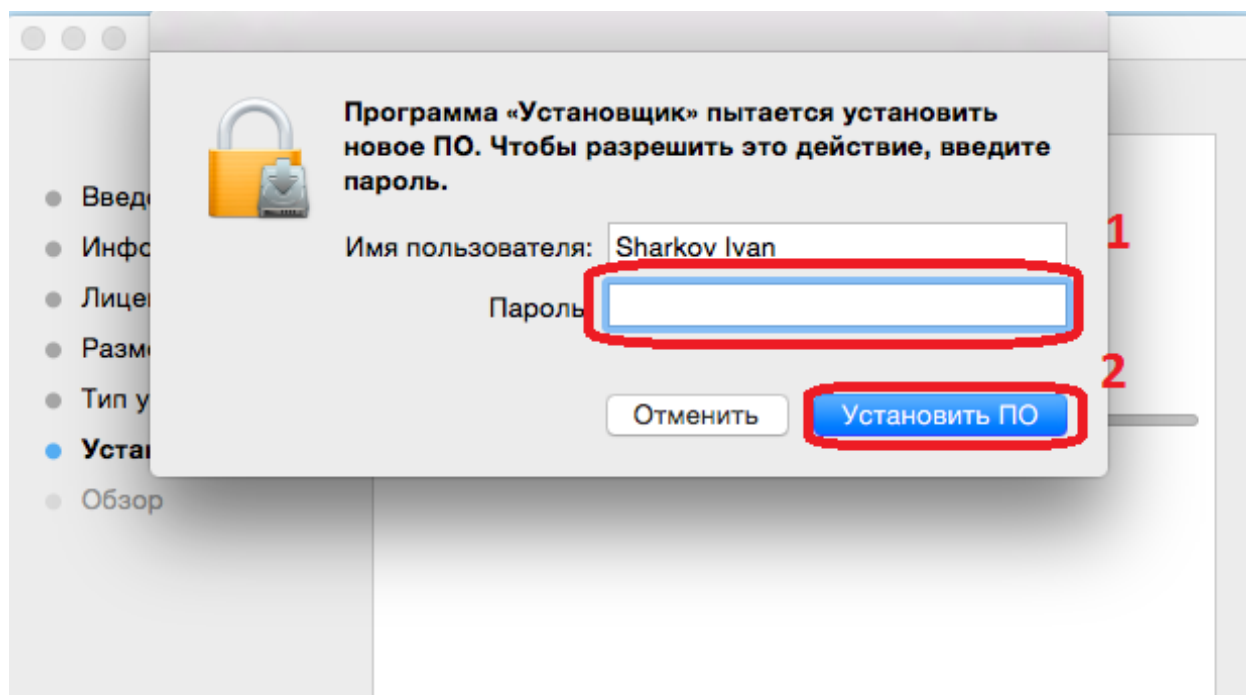 Программа «Установщик» пытается установить
новое ПО. Чтобы разрешить это действие, введите
пароль.
Имя пользователя: Sharkov Ivan
1
Пароль
2
Отменить
Установить ПО
Тип у
Обзор